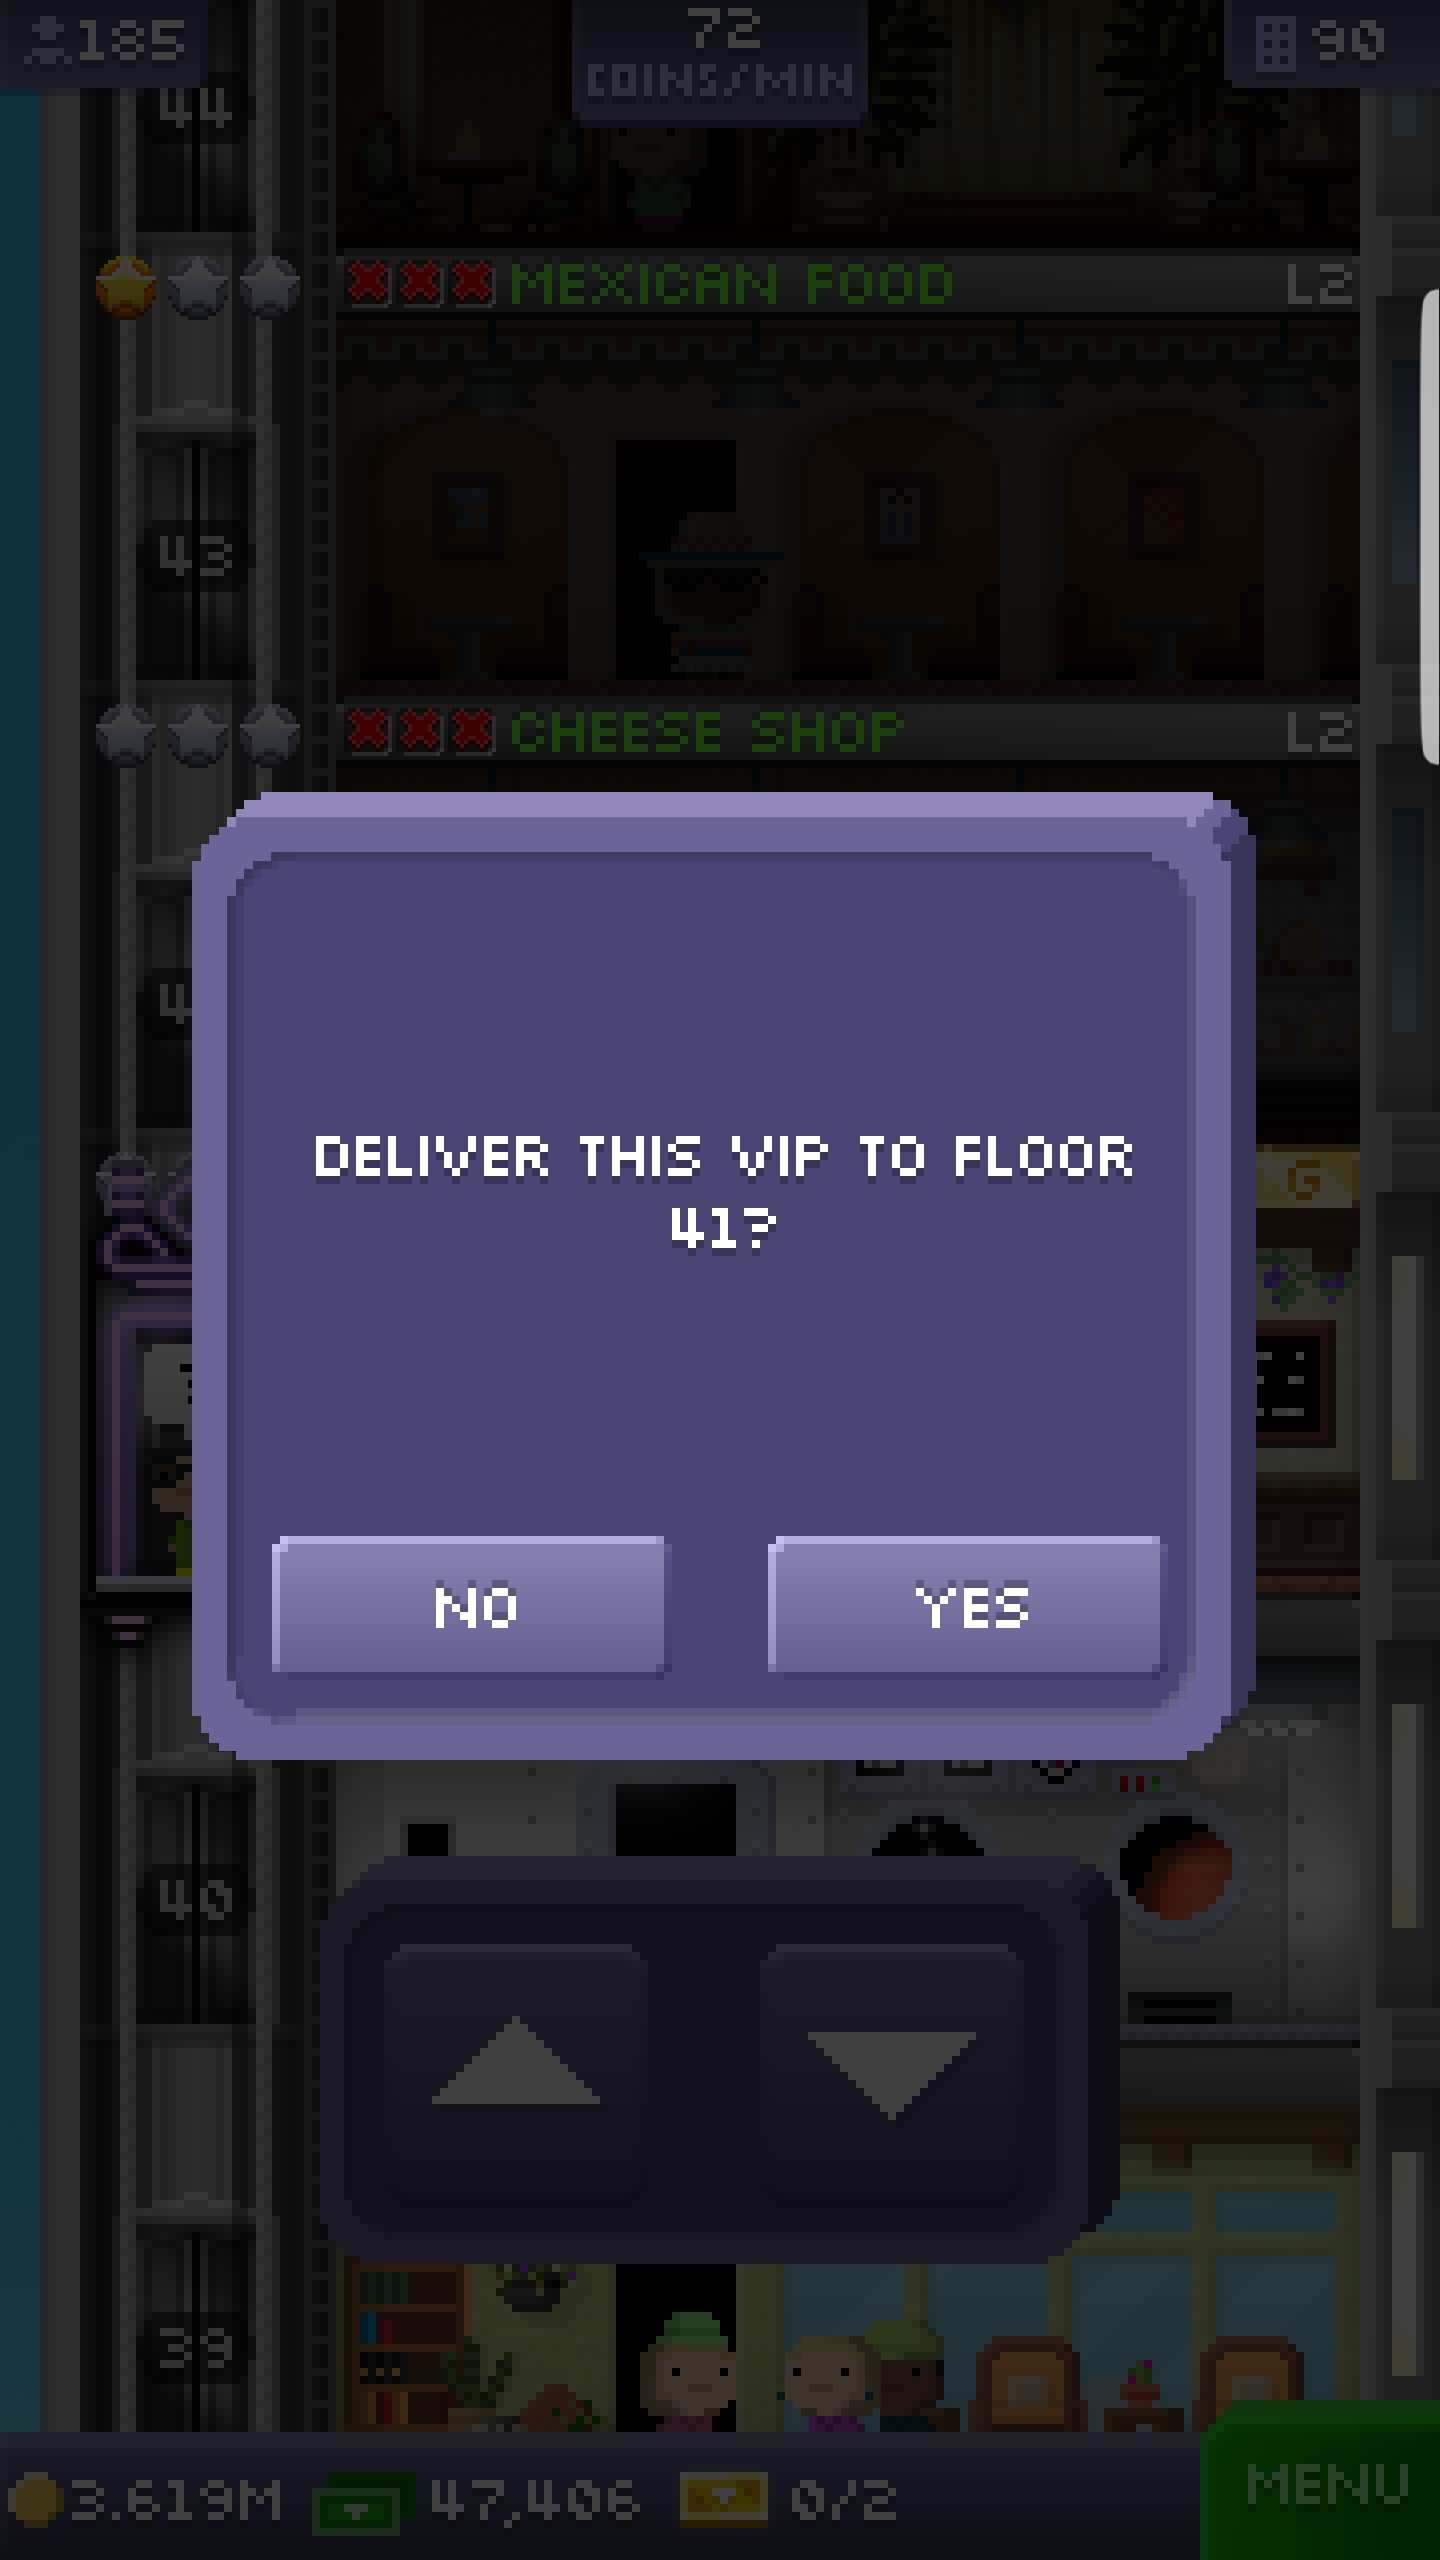 185
72
COINS/MIN
90
44
MEXICAN FOOD
L2
43
CHEESE SHOP
L2
4
G
DELIVER THIS VIP TO FLOOR
41?
NO
YES
40
39
3.619M
47,406
0/2
MENU